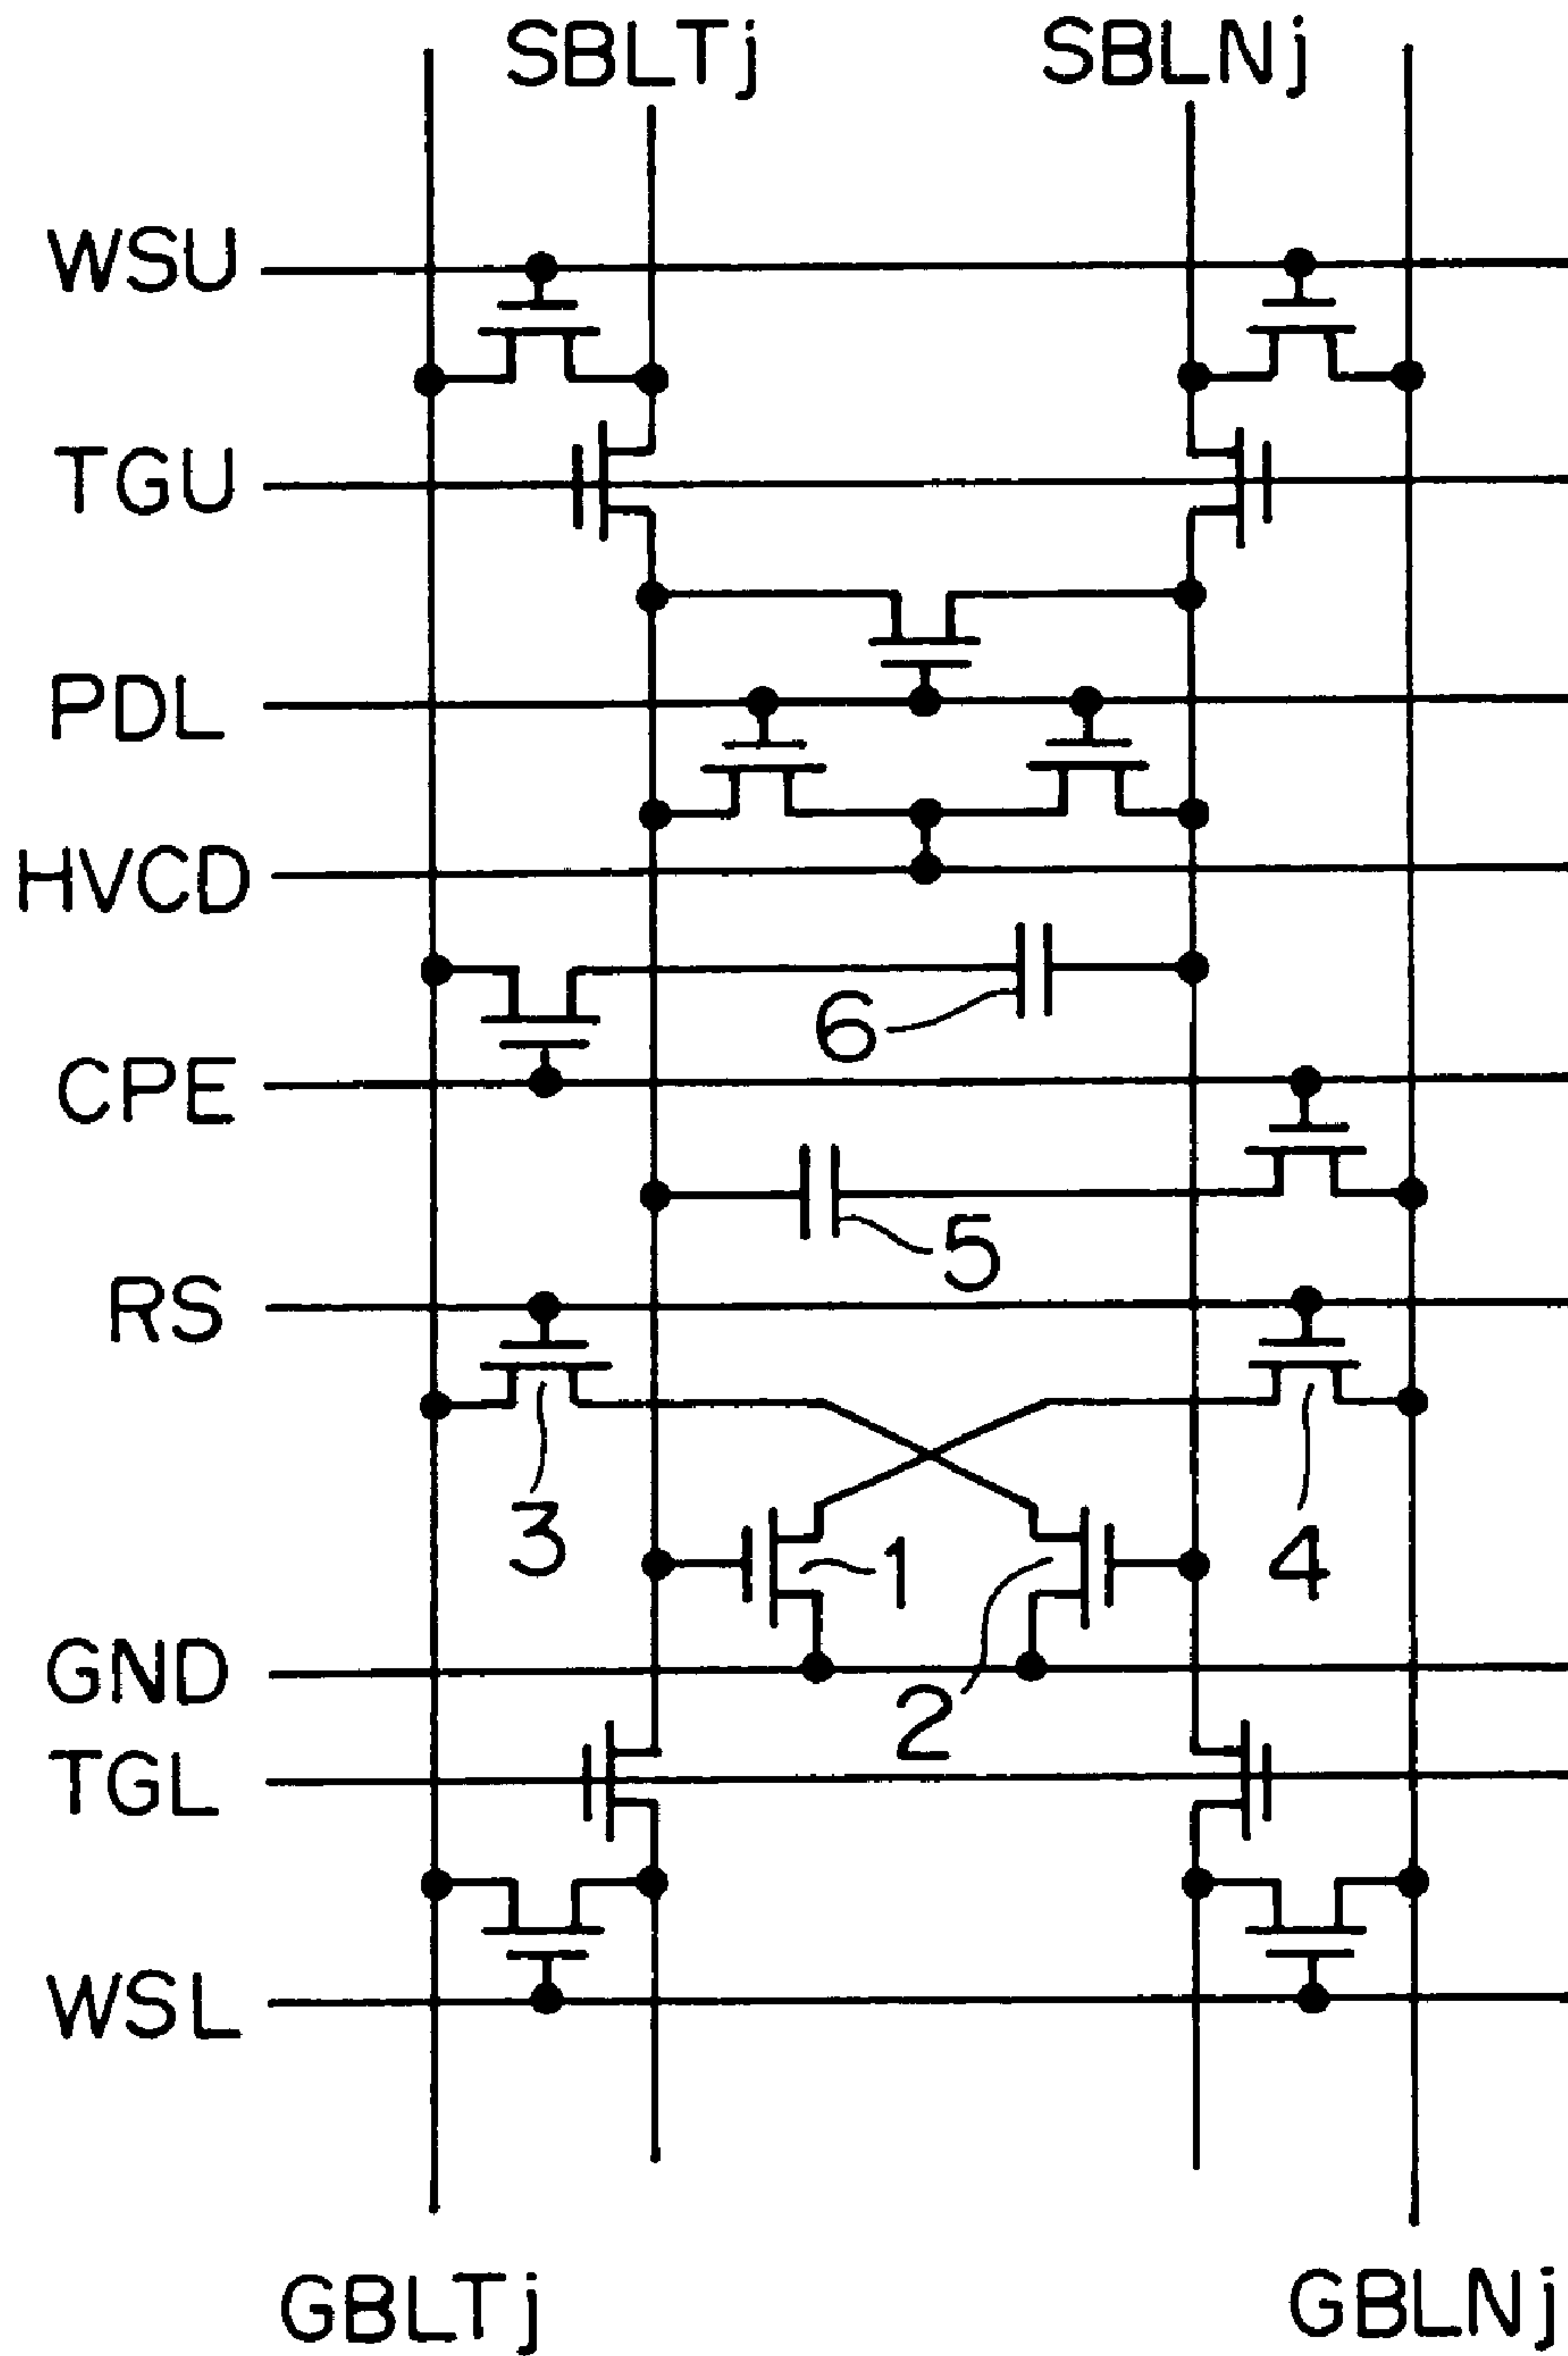 SBLTj SBLNj
WSU
TGU
PDL
HVCD
6
CPE
5
RS
3 1 4
GND
2
TGL
WSL
GBLTj GBLNj